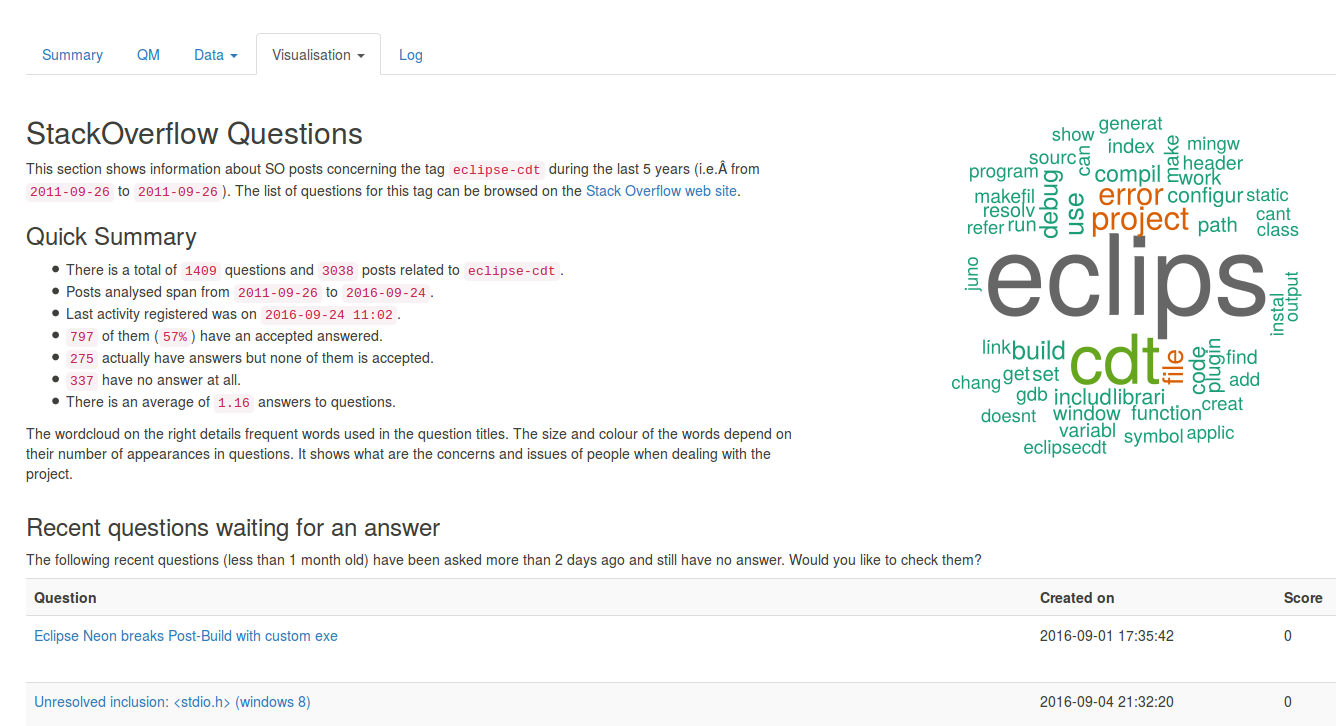 Summary QM Data Visualisation Log
StackOverflow Questions
This section shows information about SO posts concerning the tag eclipse-cdt during the last 5 years (i.e.Â from
2011-09-26 to 2011-09-26 ). The list of questions for this tag can be browsed on the Stack Overflow web site.
Quick Summary
There is a total of 1409 questions and 3038 posts related to eclipse-cdt .
Posts analysed span from 2011-09-26 to 2016-09-24 .
Last activity registered was on 2016-09-24 11:02 .
797 of them ( 57% ) have an accepted answered.
275 actually have answers but none of them is accepted.
337 have no answer at all.
There is an average of 1.16 answers to questions.
The wordcloud on the right details frequent words used in the question titles. The size and colour of the words depend on
their number of appearances in questions. It shows what are the concerns and issues of people when dealing with the
project.
generat
show
index
make
mingw
sourc
can
header
program
compil
work
makefil
debug
use
error
configur
static
resolv
project
cant
refer
run
path
class
juno
eclips
instal
output
link
build
cdt
file
code
plugin
find
chang
get
set
add
gdb
includ
librari
creat
doesnt
window
function
variabl
symbol
applic
eclipsecdt
Recent questions waiting for an answer
The following recent questions (less than 1 month old) have been asked more than 2 days ago and still have no answer. Would you like to check them?
Question Created on Score
Eclipse Neon breaks Post-Build with custom exe 2016-09-01 17:35:42 0
Unresolved inclusion: <stdio.h> (windows 8) 2016-09-04 21:32:20 0